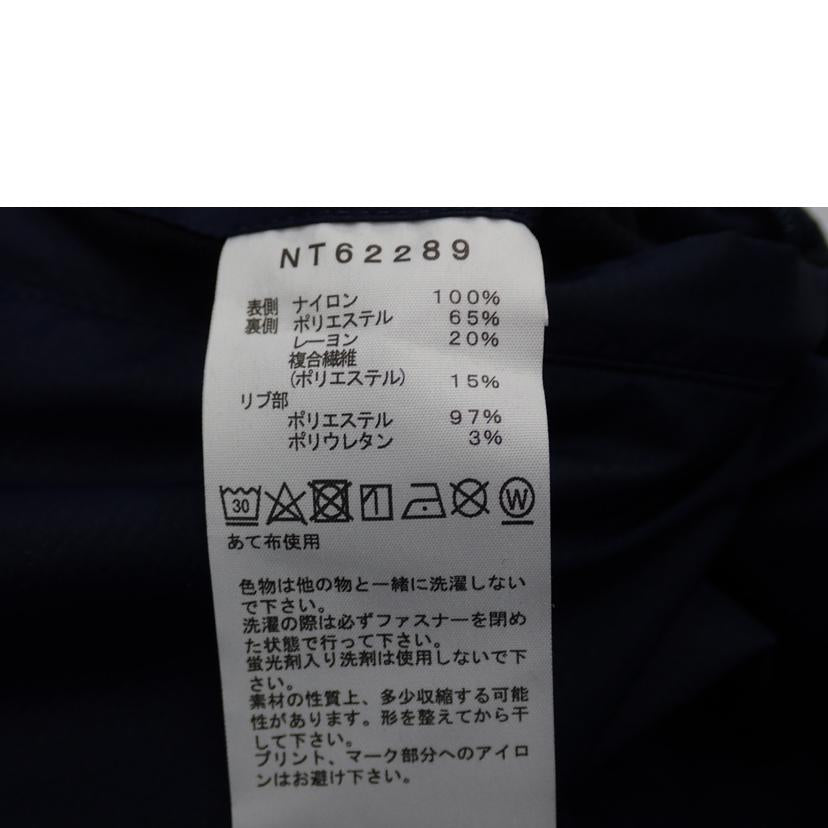 NT62289
表側 ナイロン 100%
裏側 ポリエステル 65%
レーヨン 20%
複合繊維
(ポリエステル) 15%
リブ部
ポリエステル 97%
ポリウレタン 3%
30 W
あて布使用
色物は他の物と一緒に洗濯しない
で下さい。
洗濯の際は必ずファスナーを閉め
た状態で行って下さい。
蛍光剤入り洗剤は使用しないで下
さい。
素材の性質上、多少収縮する可能
性があります。形を整えてから干
して下さい。
プリント、マーク部分へのアイロ
ンはお避け下さい。